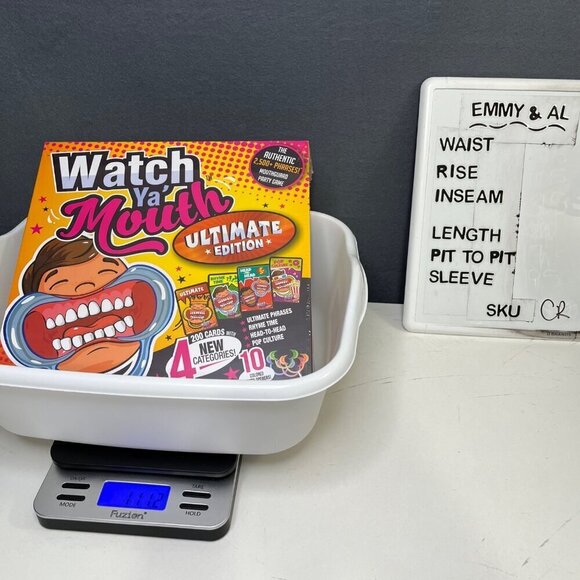 Watch
Ya'
Mouth
ULTIMATE
EDITION
THE
AUTHENTIC
2,500+ PHRASES!
MOUTHGUARD
PARTY GAME
200 CARDS WITH
4 NEW
CATEGORIES!
ULTIMATE PHRASES
RHYME TIME
HEAD-TO-HEAD
POP CULTURE
10
EMMY & AL
WAIST
RISE
INSEAM
LENGTH
PIT TO PIT
SLEEVE
SKU CR
ON/OFF
TARE
MODE
HOLD
Fuzion